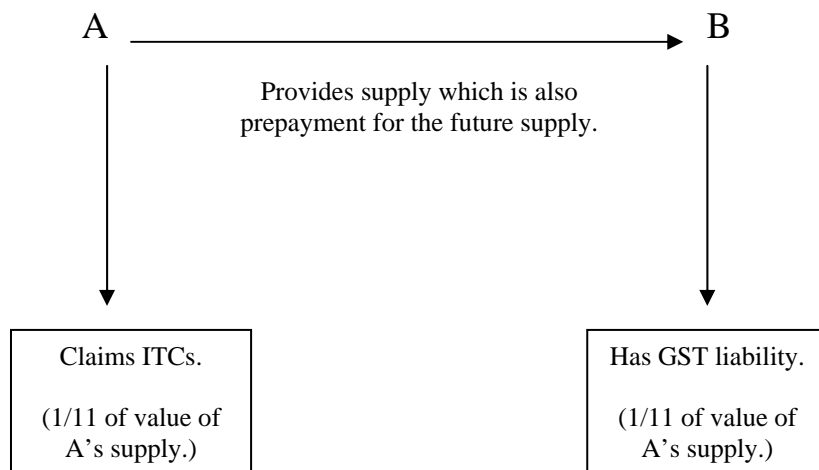 A
B
Provides supply which is also
prepayment for the future supply.
Claims ITCs.
(1/11 of value of
A’s supply.)
Has GST liability.
(1/11 of value of
A’s supply.)